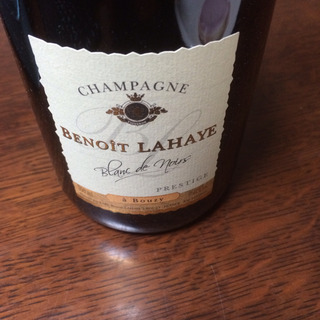 CHAMPAGNE
BENOÎT LAHAYE
Blanc de Noirs
PRESTIGE
à Bouzy